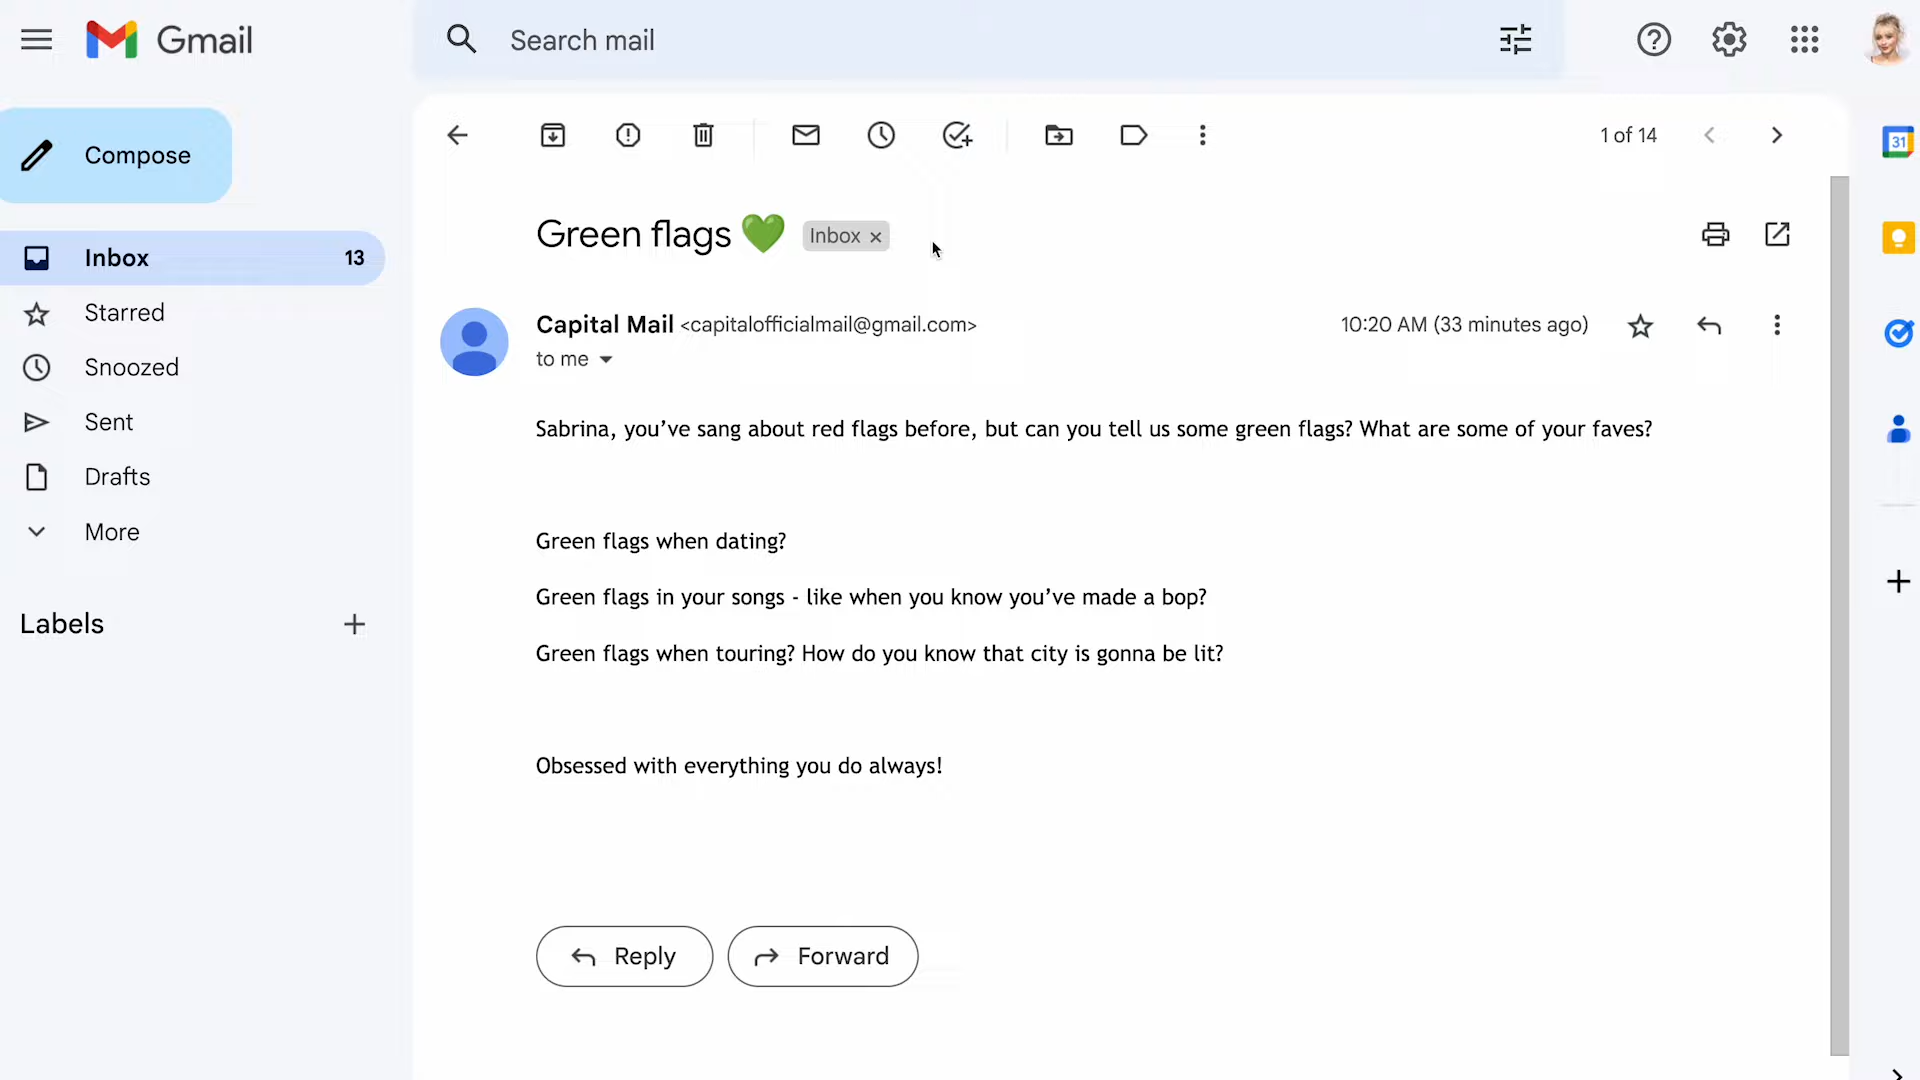 Gmail
Search mail
Compose
1 of 14
31
Green flags 💚 Inbox ×
Inbox 13
Starred
Snoozed
Sent
Drafts
More
Labels
Capital Mail <capitalofficialmail@gmail.com> 10:20 AM (33 minutes ago)
to me
Sabrina, you’ve sang about red flags before, but can you tell us some green flags? What are some of your faves?
Green flags when dating?
Green flags in your songs - like when you know you’ve made a bop?
Green flags when touring? How do you know that city is gonna be lit?
Obsessed with everything you do always!
Reply Forward